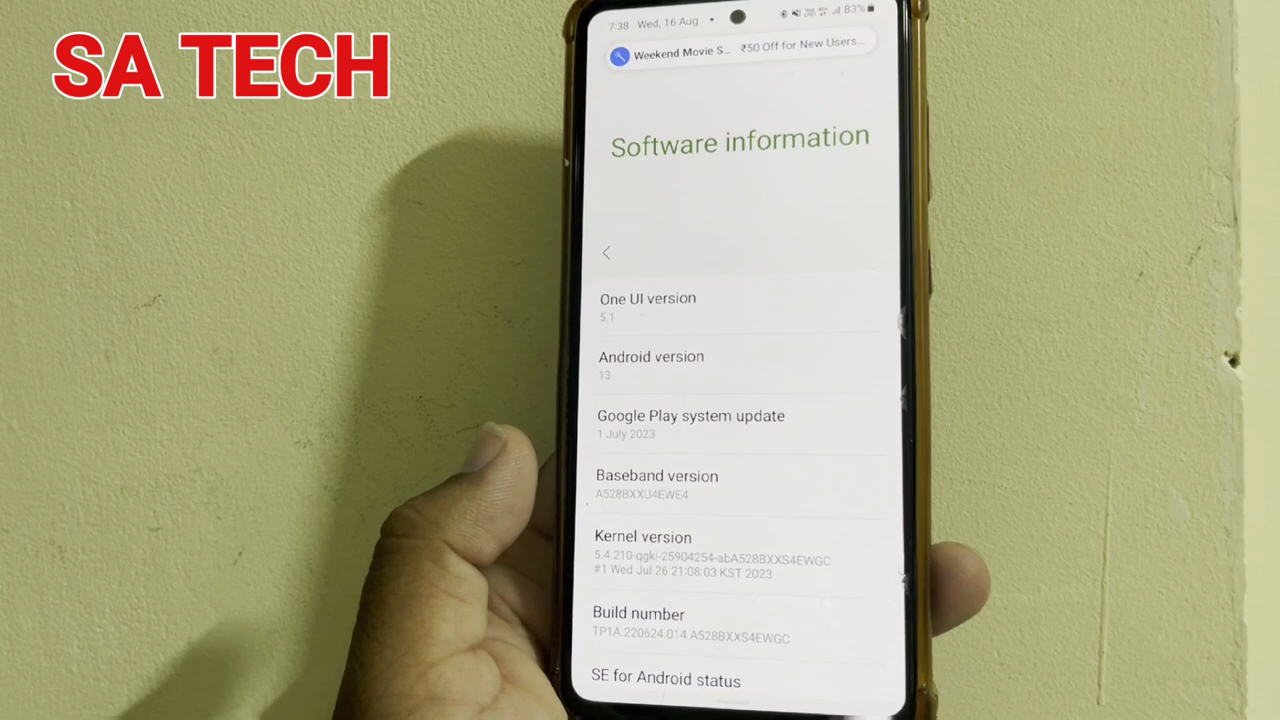 SA TECH
7:38 Wed, 16 Aug • 83%
Weekend Movie S... ₹50 Off for New Users...
Software information
One UI version
5.1
Android version
13
Google Play system update
1 July 2023
Baseband version
A528BXXU4EWE4
Kernel version
5.4.210-qgki-25904254-abA528BXXS4EWGC
#1 Wed Jul 26 21:08:03 KST 2023
Build number
TP1A.220624.014.A528BXXS4EWGC
SE for Android status